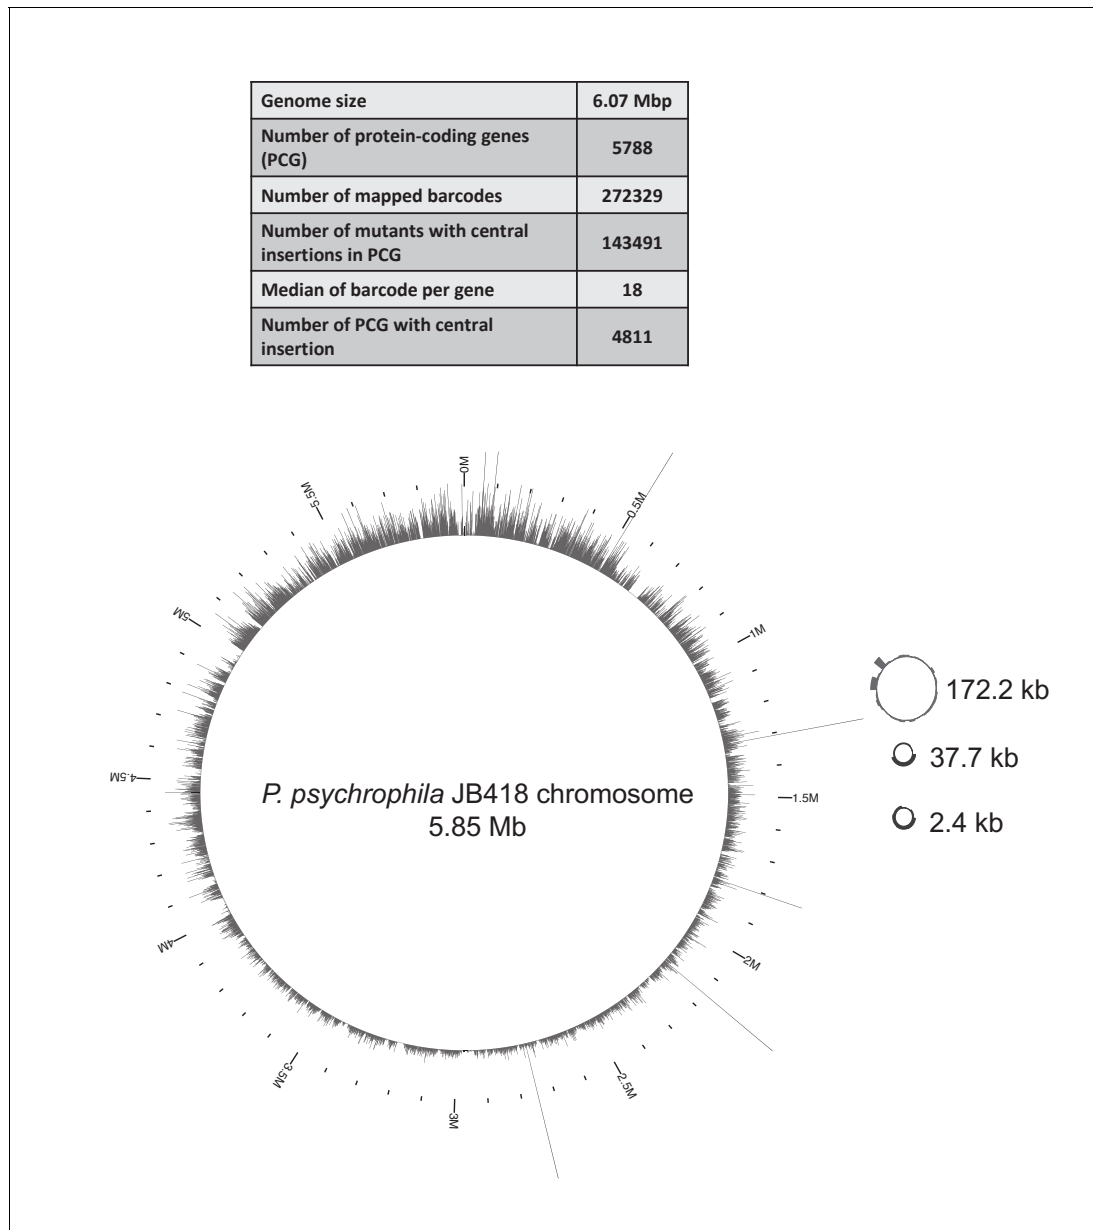 Genome size 6.07 Mbp
Number of protein-coding genes
(PCG) 5788
Number of mapped barcodes 272329
Number of mutants with central
insertions in PCG 143491
Median of barcode per gene 18
Number of PCG with central
insertion 4811
0M
0.5M
1M
1.5M
2M
2.5M
3M
3.5M
4M
4.5M
5M
5.5M
P. psychrophila JB418 chromosome
5.85 Mb
172.2 kb
37.7 kb
2.4 kb